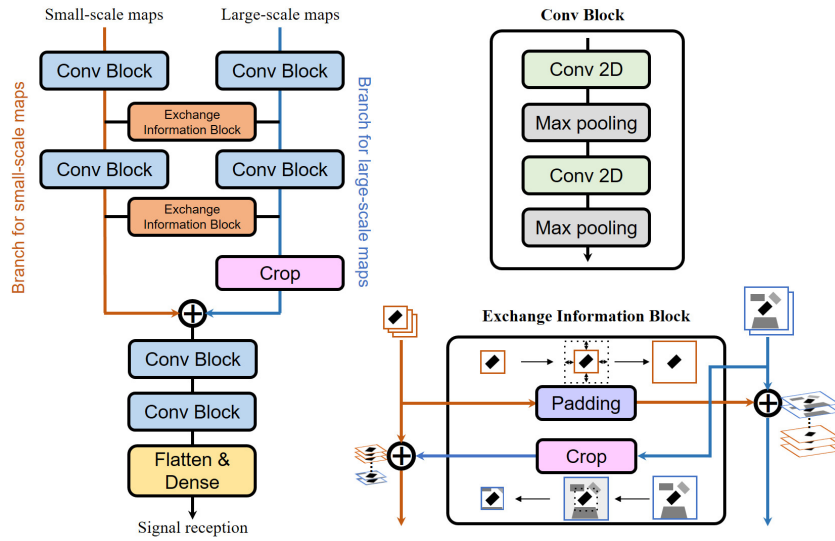 Small-scale maps
Large-scale maps
Conv Block
Conv Block
Exchange
Information Block
Conv Block
Conv Block
Exchange
Information Block
Crop
Conv Block
Conv Block
Flatten &
Dense
Signal reception
Branch for small-scale maps
Branch for large-scale maps
Conv Block
Conv 2D
Max pooling
Conv 2D
Max pooling
Exchange Information Block
Padding
Crop